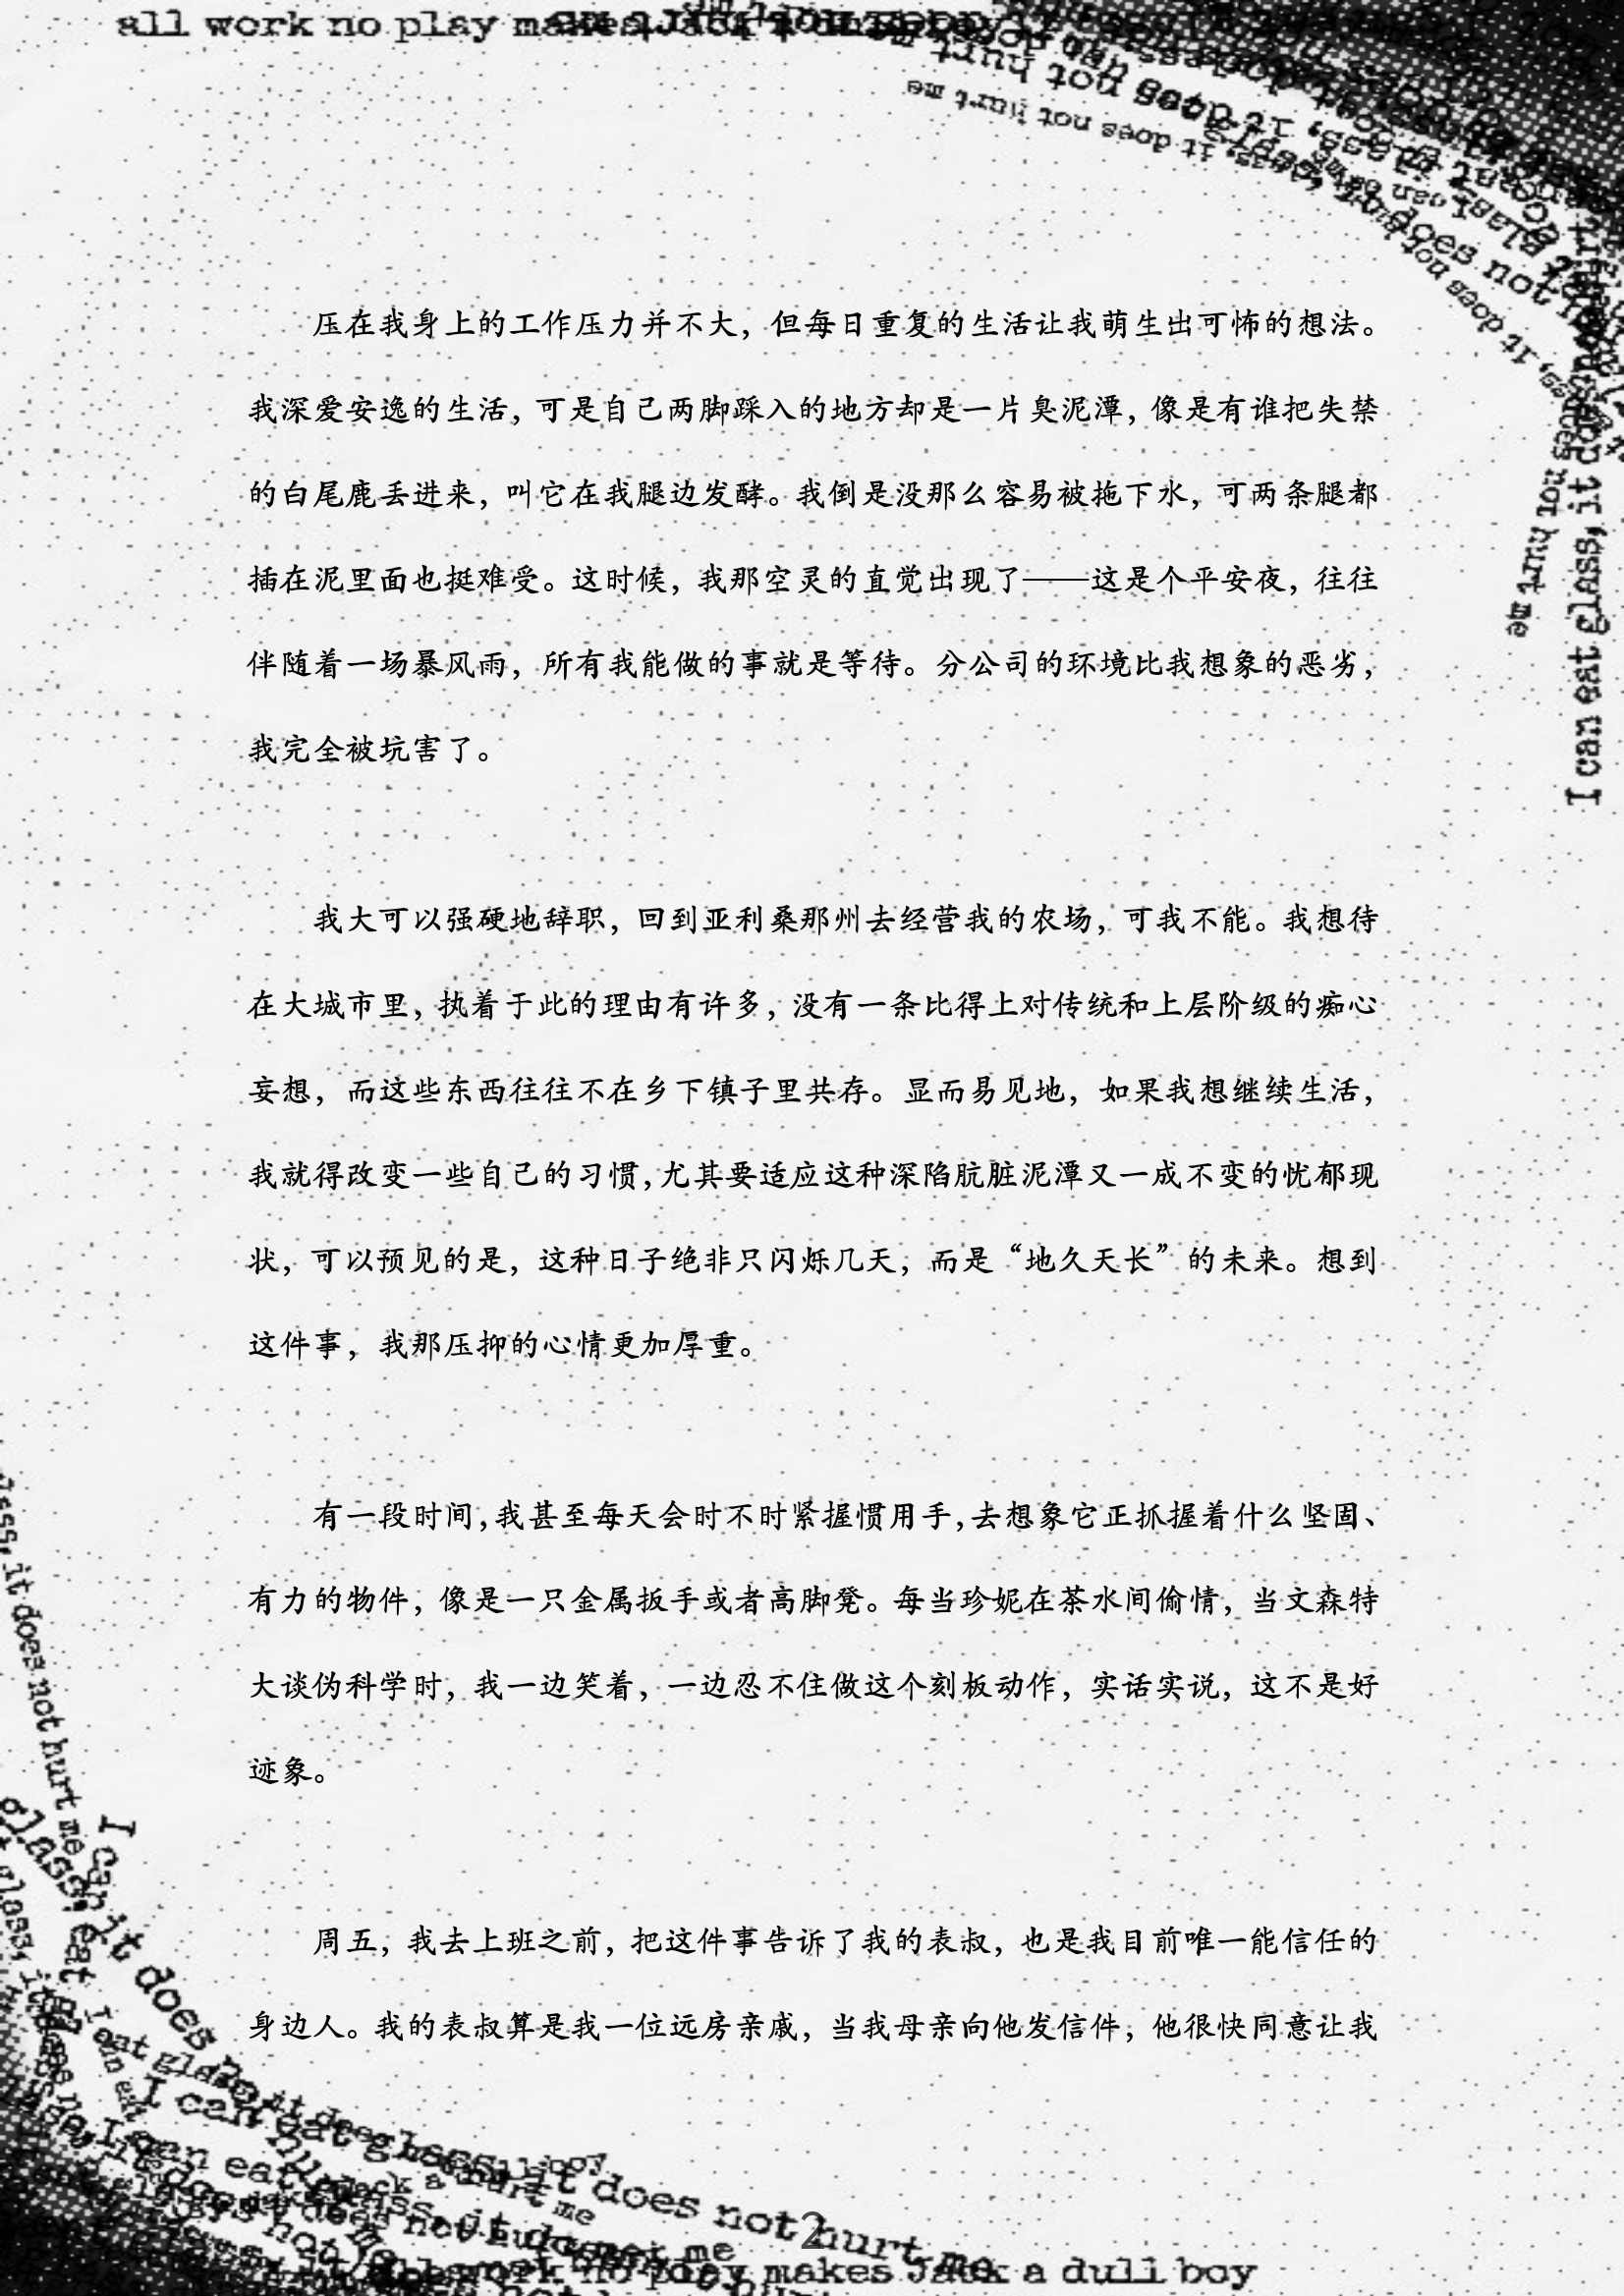 all work no play makes Jack a dull boy
it does not hurt me
I can eat glass, it does not hurt me
压在我身上的工作压力并不大，但每日重复的生活让我萌生出可怖的想法。
我深爱安逸的生活，可是自己两脚踩入的地方却是一片臭泥潭，像是有谁把失禁
的白尾鹿丢进来，叫它在我腿边发酵。我倒是没那么容易被拖下水，可两条腿都
插在泥里面也挺难受。这时候，我那空灵的直觉出现了——这是个平安夜，往往
伴随着一场暴风雨，所有我能做的事就是等待。分公司的环境比我想象的恶劣，
我完全被坑害了。
我大可以强硬地辞职，回到亚利桑那州去经营我的农场，可我不能。我想待
在大城市里，执着于此的理由有许多，没有一条比得上对传统和上层阶级的痴心
妄想，而这些东西往往不在乡下镇子里共存。显而易见地，如果我想继续生活，
我就得改变一些自己的习惯，尤其要适应这种深陷肮脏泥潭又一成不变的忧郁现
状，可以预见的是，这种日子绝非只闪烁几天，而是“地久天长”的未来。想到
这件事，我那压抑的心情更加厚重。
有一段时间，我甚至每天会时不时紧握惯用手，去想象它正抓握着什么坚固、
有力的物件，像是一只金属扳手或者高脚凳。每当珍妮在茶水间偷情，当文森特
大谈伪科学时，我一边笑着，一边忍不住做这个刻板动作，实话实说，这不是好
迹象。
周五，我去上班之前，把这件事告诉了我的表叔，也是我目前唯一能信任的
身边人。我的表叔算是我一位远房亲戚，当我母亲向他发信件，他很快同意让我
glass, it does not hurt me
I can eat glass, it does not hurt me
2
all work no play makes Jack a dull boy